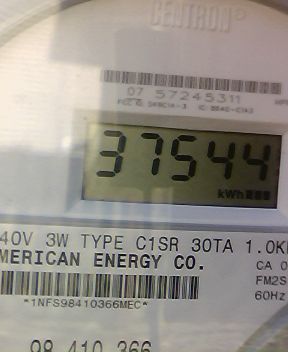 CENTRON®
07 57245311
37544
kWh
40V 3W TYPE C1SR 30TA 1.0K
MERICAN ENERGY CO.
CA 0
FM2S
60Hz
*1NFS98410366MEC*
98 410 366